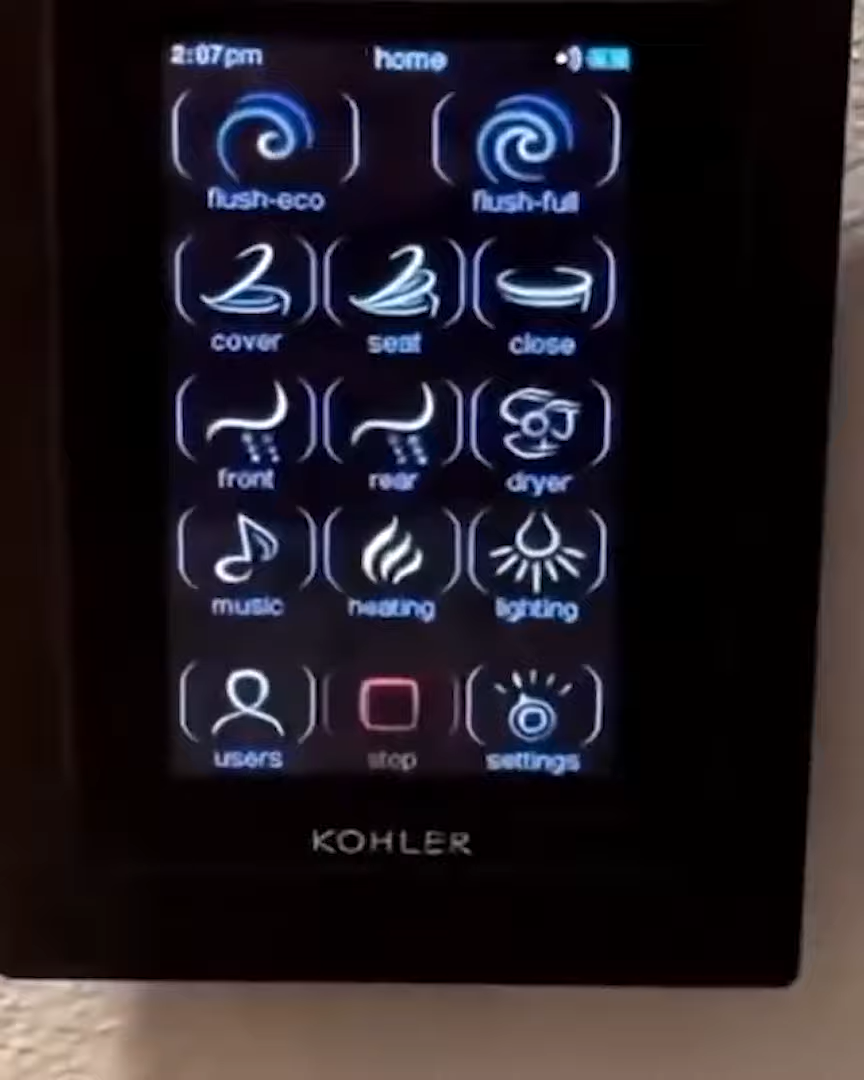 2:07pm home
flush-eco flush-full
cover seat close
front rear dryer
music heating lighting
users stop settings
KOHLER